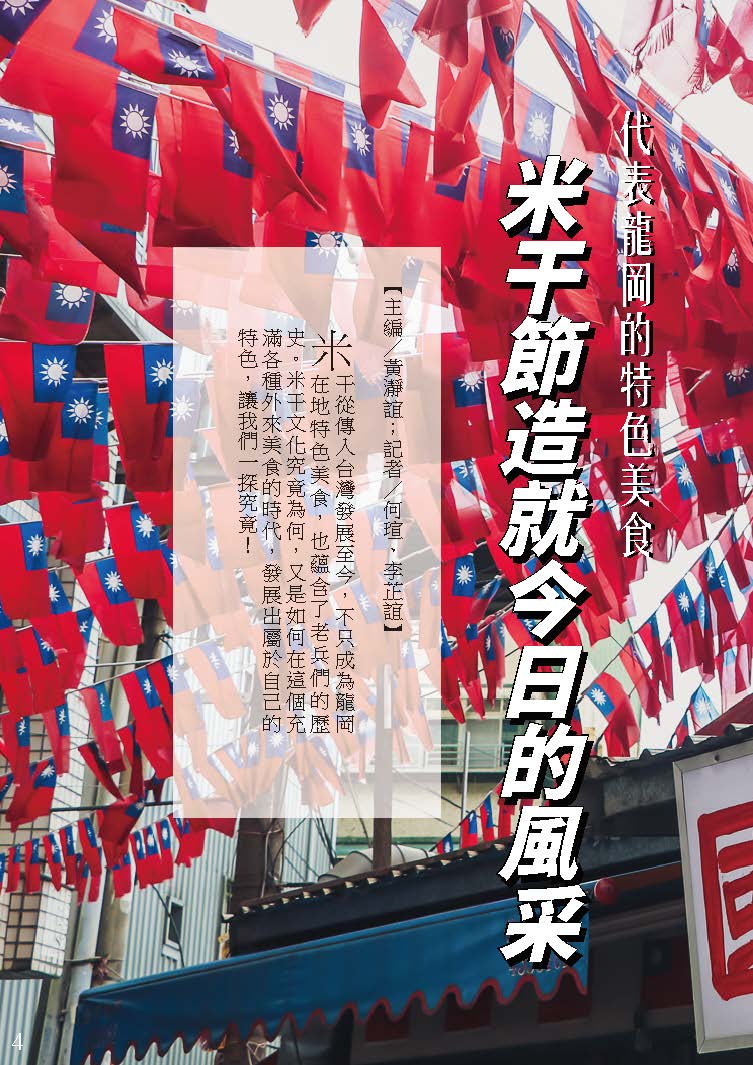 代表龍岡的特色美食
米干節造就今日的風采
【主編／黃瀞誼；記者／何瑄、李芷誼】
米干從傳入台灣發展至今，不只成為龍岡
在地特色美食，也蘊含了老兵們的歷
史。米干文化究竟為何，又是如何在這個充
滿各種外來美食的時代，發展出屬於自己的
特色，讓我們一探究竟！
國
4